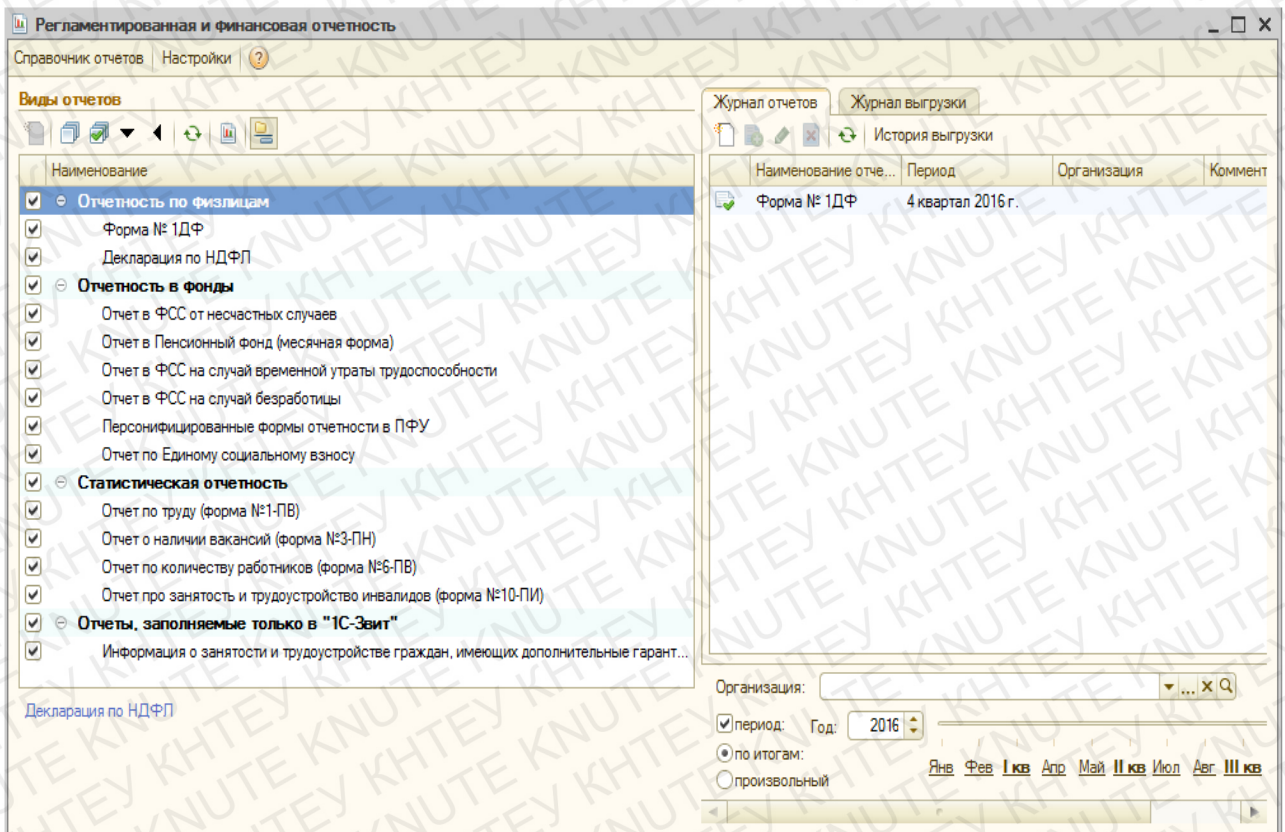 Регламентированная и финансовая отчетность
Справочник отчетов Настройки ?
Виды отчетов
Наименование
Отчетность по физлицам
Форма № 1ДФ
Декларация по НДФЛ
Отчетность в фонды
Отчет в ФСС от несчастных случаев
Отчет в Пенсионный фонд (месячная форма)
Отчет в ФСС на случай временной утраты трудоспособности
Отчет в ФСС на случай безработицы
Персонифицированные формы отчетности в ПФУ
Отчет по Единому социальному взносу
Статистическая отчетность
Отчет по труду (форма №1-ПВ)
Отчет о наличии вакансий (форма №3-ПН)
Отчет по количеству работников (форма №6-ПВ)
Отчет про занятость и трудоустройство инвалидов (форма №10-ПИ)
Отчеты, заполняемые только в "1С-Звит"
Информация о занятости и трудоустройстве граждан, имеющих дополнительные гарант...
Декларация по НДФЛ
Журнал отчетов Журнал выгрузки
История выгрузки
Наименование отче... Период Организация Коммент
Форма № 1ДФ 4 квартал 2016 г.
Организация:
период: Год: 2016
по итогам:
произвольный
Янв Фев I кв Апр Май II кв Июл Авг III кв
КНТЕУ KNUTE